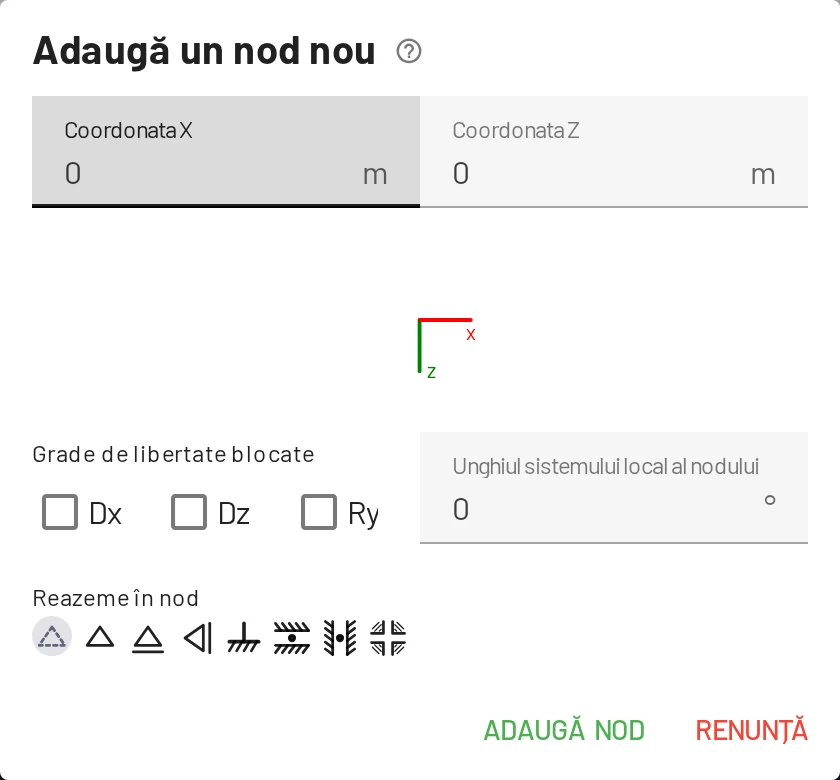 Adaugă un nod nou
Coordonata X
Coordonata Z
0 m
0 m
x
z
Grade de libertate blocate
Unghiul sistemului local al nodului
Dx Dz Ry
0 °
Reazeme în nod
ADAUGĂ NOD RENUNȚĂ